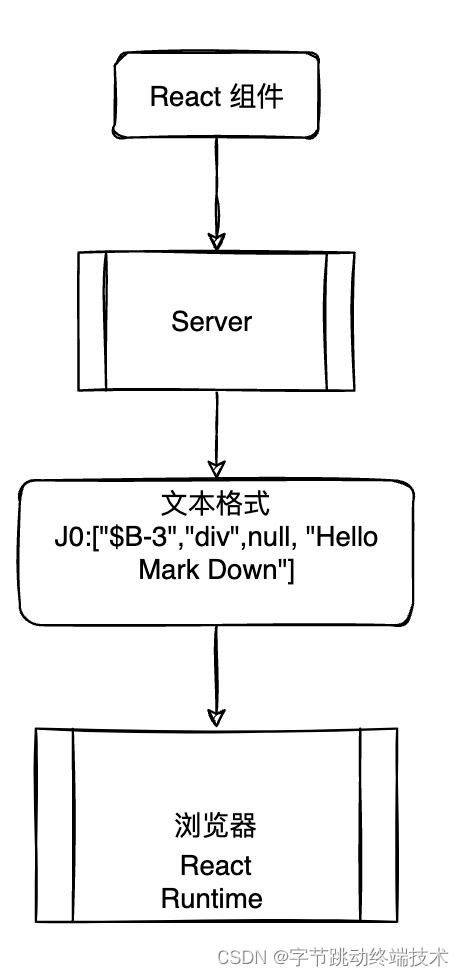 React 组件
Server
文本格式
J0:["$B-3","div",null, "Hello
Mark Down"]
浏览器
React
Runtime
CSDN @字节跳动终端技术